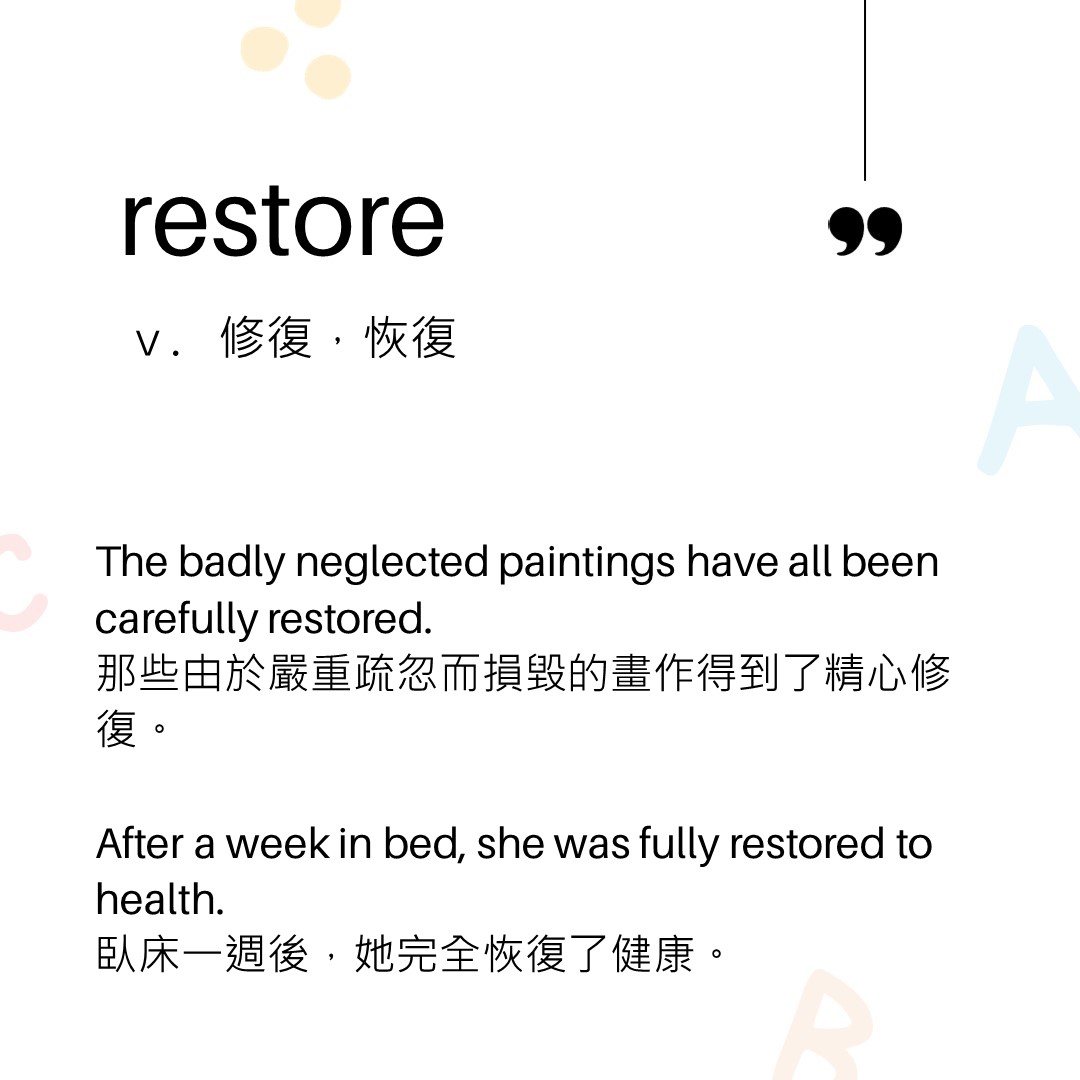 restore
v. 修復，恢復
The badly neglected paintings have all been
carefully restored.
那些由於嚴重疏忽而損毀的畫作得到了精心修
復。
After a week in bed, she was fully restored to
health.
臥床一週後，她完全恢復了健康。
”
A
C
B